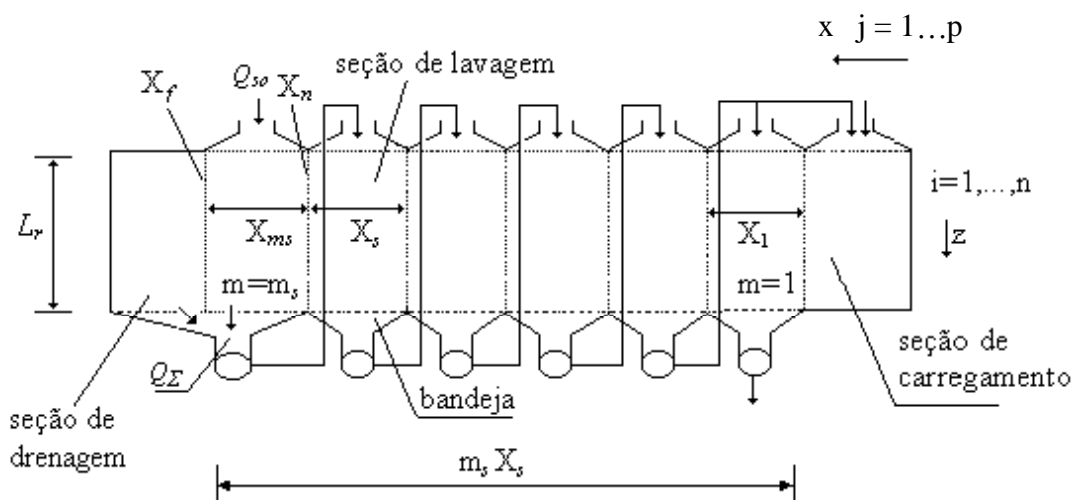 x j = 1…p
seção de lavagem
Q_so
X_f
X_n
i=1,...,n
L_r
z
X_ms
X_s
X_1
m=m_s
m=1
Q_Σ
bandeja
seção de
carregamento
seção de
drenagem
m_s X_s